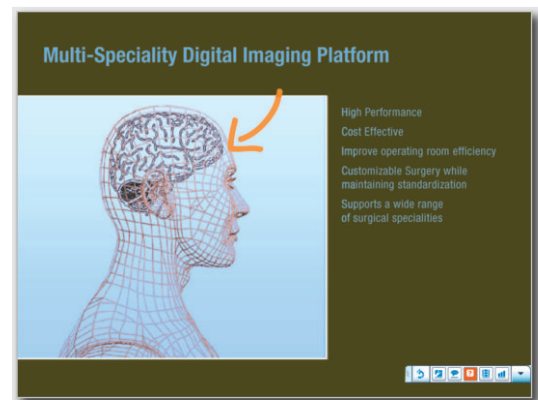 Multi-Speciality Digital Imaging Platform
High Performance
Cost Effective
Improve operating room efficiency
Customizable Surgery while
maintaining standardization
Supports a wide range
of surgical specialities